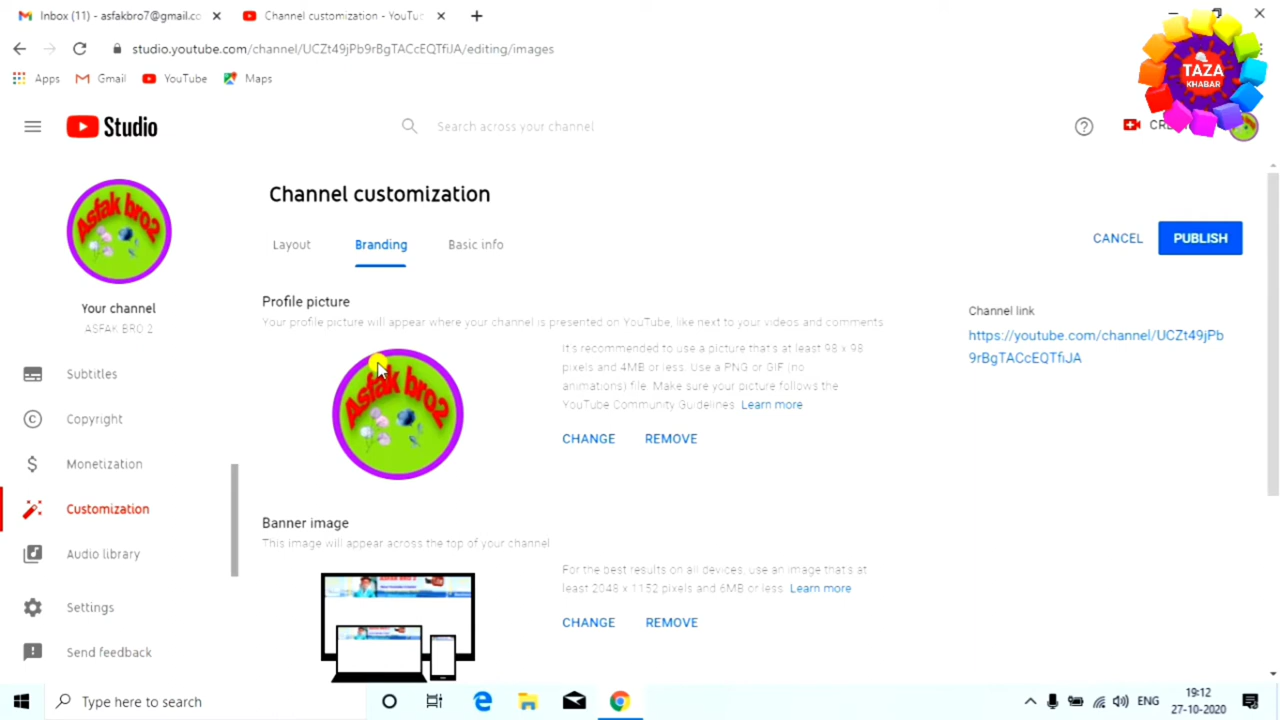 Inbox (11) - asfakbro7@gmail.co
Channel customization - YouTu
studio.youtube.com/channel/UCZt49jPb9rBgTACcEQTfiJA/editing/images
Apps Gmail YouTube Maps
TAZA
KHABAR
Studio
Search across your channel
Channel customization
Layout Branding Basic info
CANCEL PUBLISH
Asfak bro2
Your channel
ASFAK BRO 2
Subtitles
Copyright
Monetization
Customization
Audio library
Settings
Send feedback
Profile picture
Your profile picture will appear where your channel is presented on YouTube, like next to your videos and comments
Asfak bro2
It's recommended to use a picture that's at least 98 x 98
pixels and 4MB or less. Use a PNG or GIF (no
animations) file. Make sure your picture follows the
YouTube Community Guidelines. Learn more
CHANGE REMOVE
Channel link
https://youtube.com/channel/UCZt49jPb
9rBgTACcEQTfiJA
Banner image
This image will appear across the top of your channel
ASFAK BRO 2
For the best results on all devices, use an image that's at
least 2048 x 1152 pixels and 6MB or less. Learn more
CHANGE REMOVE
Type here to search
ENG
19:12
27-10-2020